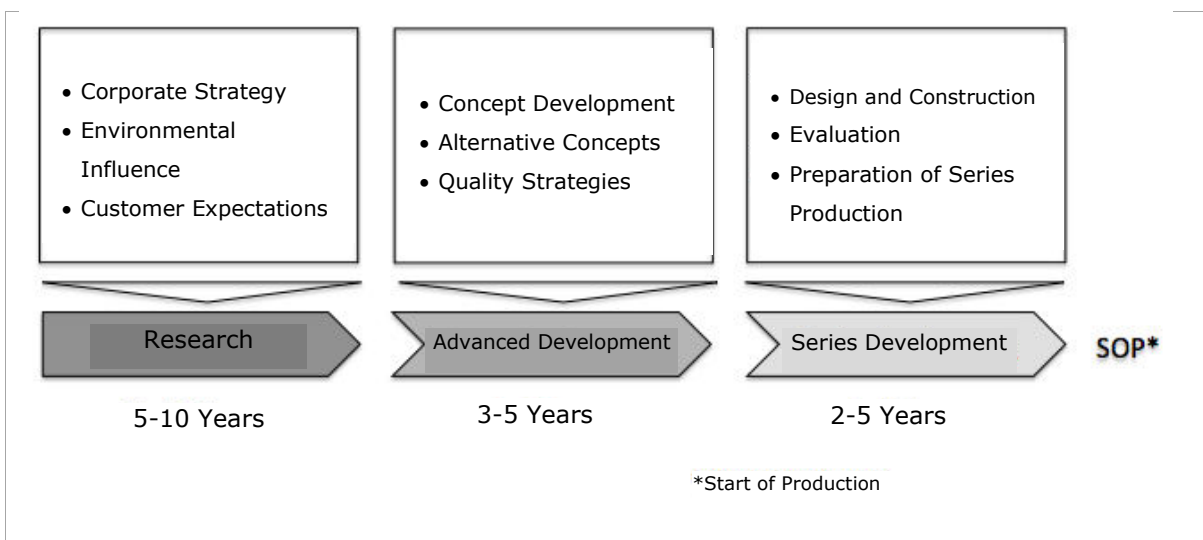 • Corporate Strategy
• Environmental
Influence
• Customer Expectations
• Concept Development
• Alternative Concepts
• Quality Strategies
• Design and Construction
• Evaluation
• Preparation of Series
Production
Research
Advanced Development
Series Development
SOP*
5-10 Years
3-5 Years
2-5 Years
*Start of Production